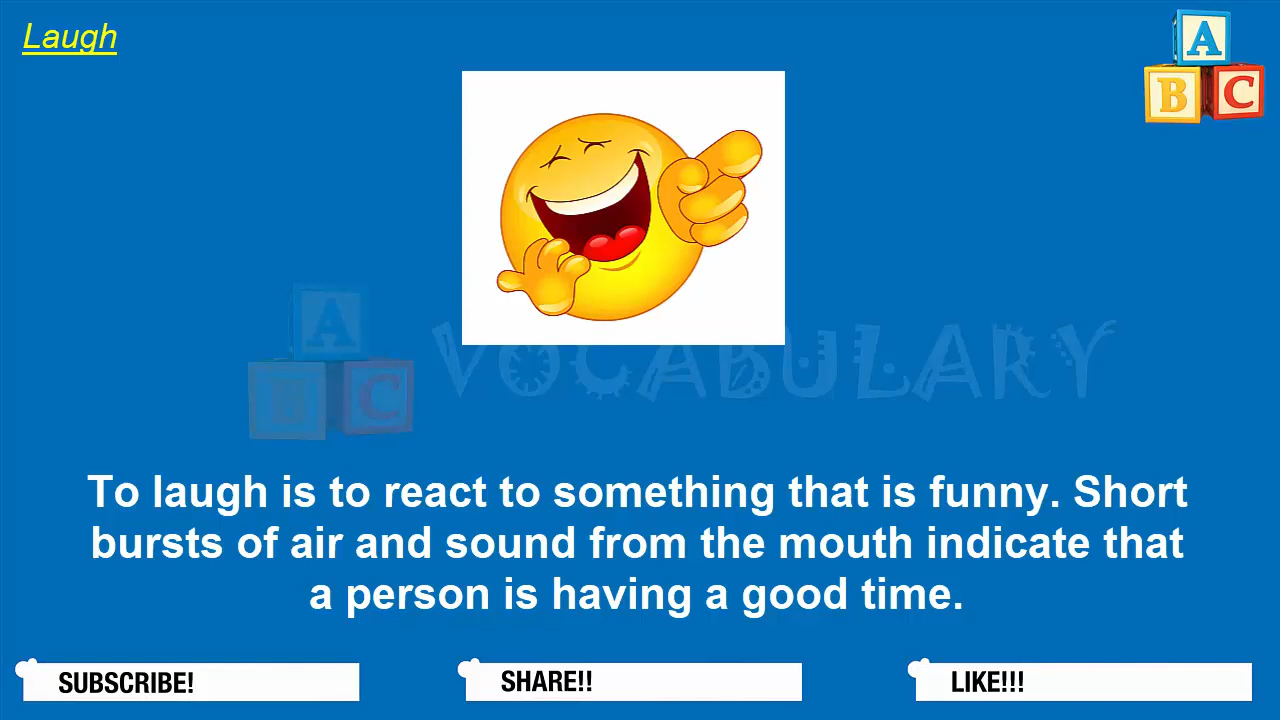 Laugh
A
B C
A
B C
VOCABULARY
To laugh is to react to something that is funny. Short
bursts of air and sound from the mouth indicate that
a person is having a good time.
SUBSCRIBE!
SHARE!!
LIKE!!!